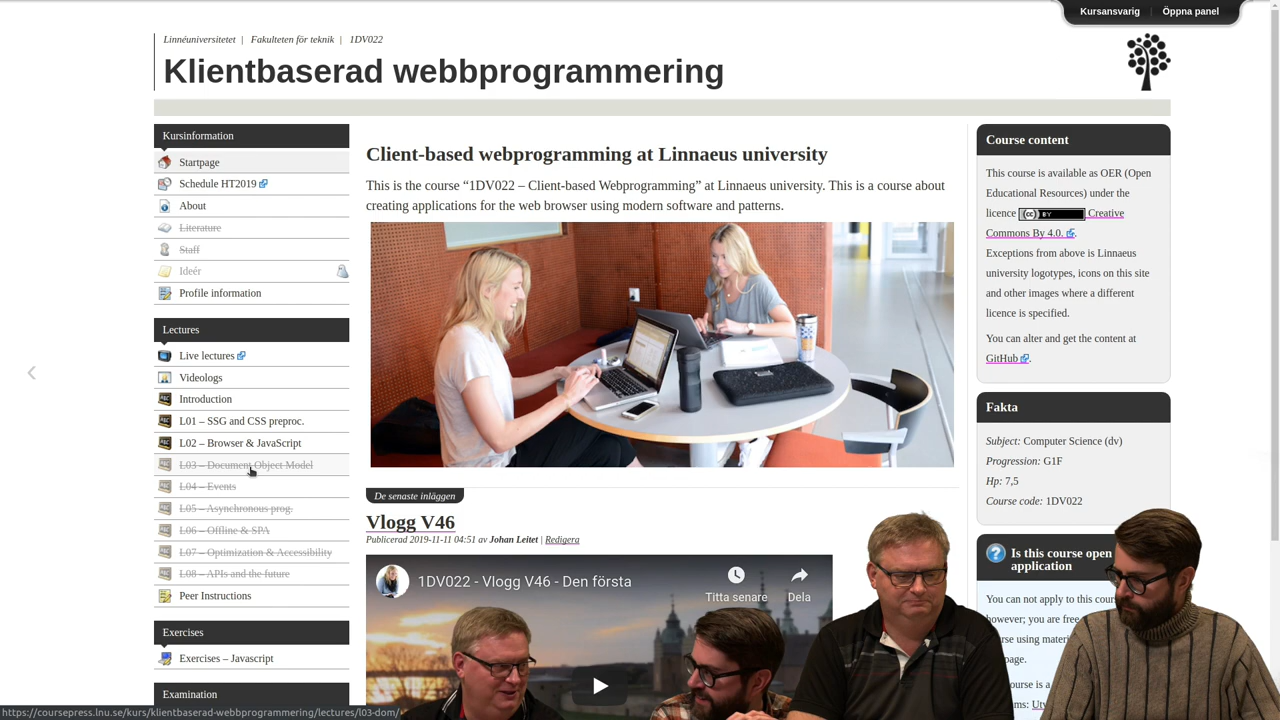 Kursansvarig | Öppna panel
Linnéuniversitetet | Fakulteten för teknik | 1DV022
Klientbaserad webbprogrammering
Kursinformation
Startpage
Schedule HT2019
About
Literature
Staff
Ideér
Profile information
Lectures
Live lectures
Videologs
Introduction
L01 – SSG and CSS preproc.
L02 – Browser & JavaScript
L03 – Document Object Model
L04 – Events
L05 – Asynchronous prog.
L06 – Offline & SPA
L07 – Optimization & Accessibility
L08 – APIs and the future
Peer Instructions
Exercises
Exercises – Javascript
Examination
https://coursepress.lnu.se/kurs/klientbaserad-webbprogrammering/lectures/l03-dom/
Client-based webprogramming at Linnaeus university
This is the course “1DV022 – Client-based Webprogramming” at Linnaeus university. This is a course about
creating applications for the web browser using modern software and patterns.
De senaste inläggen
Vlogg V46
Publicerad 2019-11-11 04:51 av Johan Leitet | Redigera
1DV022 - Vlogg V46 - Den första
Titta senare
Dela
Course content
This course is available as OER (Open
Educational Resources) under the
licence (cc) BY Creative
Commons By 4.0.
Exceptions from above is Linnaeus
university logotypes, icons on this site
and other images where a different
licence is specified.
You can alter and get the content at
GitHub.
Fakta
Subject: Computer Science (dv)
Progression: G1F
Hp: 7,5
Course code: 1DV022
Is this course open
application
You can not apply to this
however; you are free
using
page.